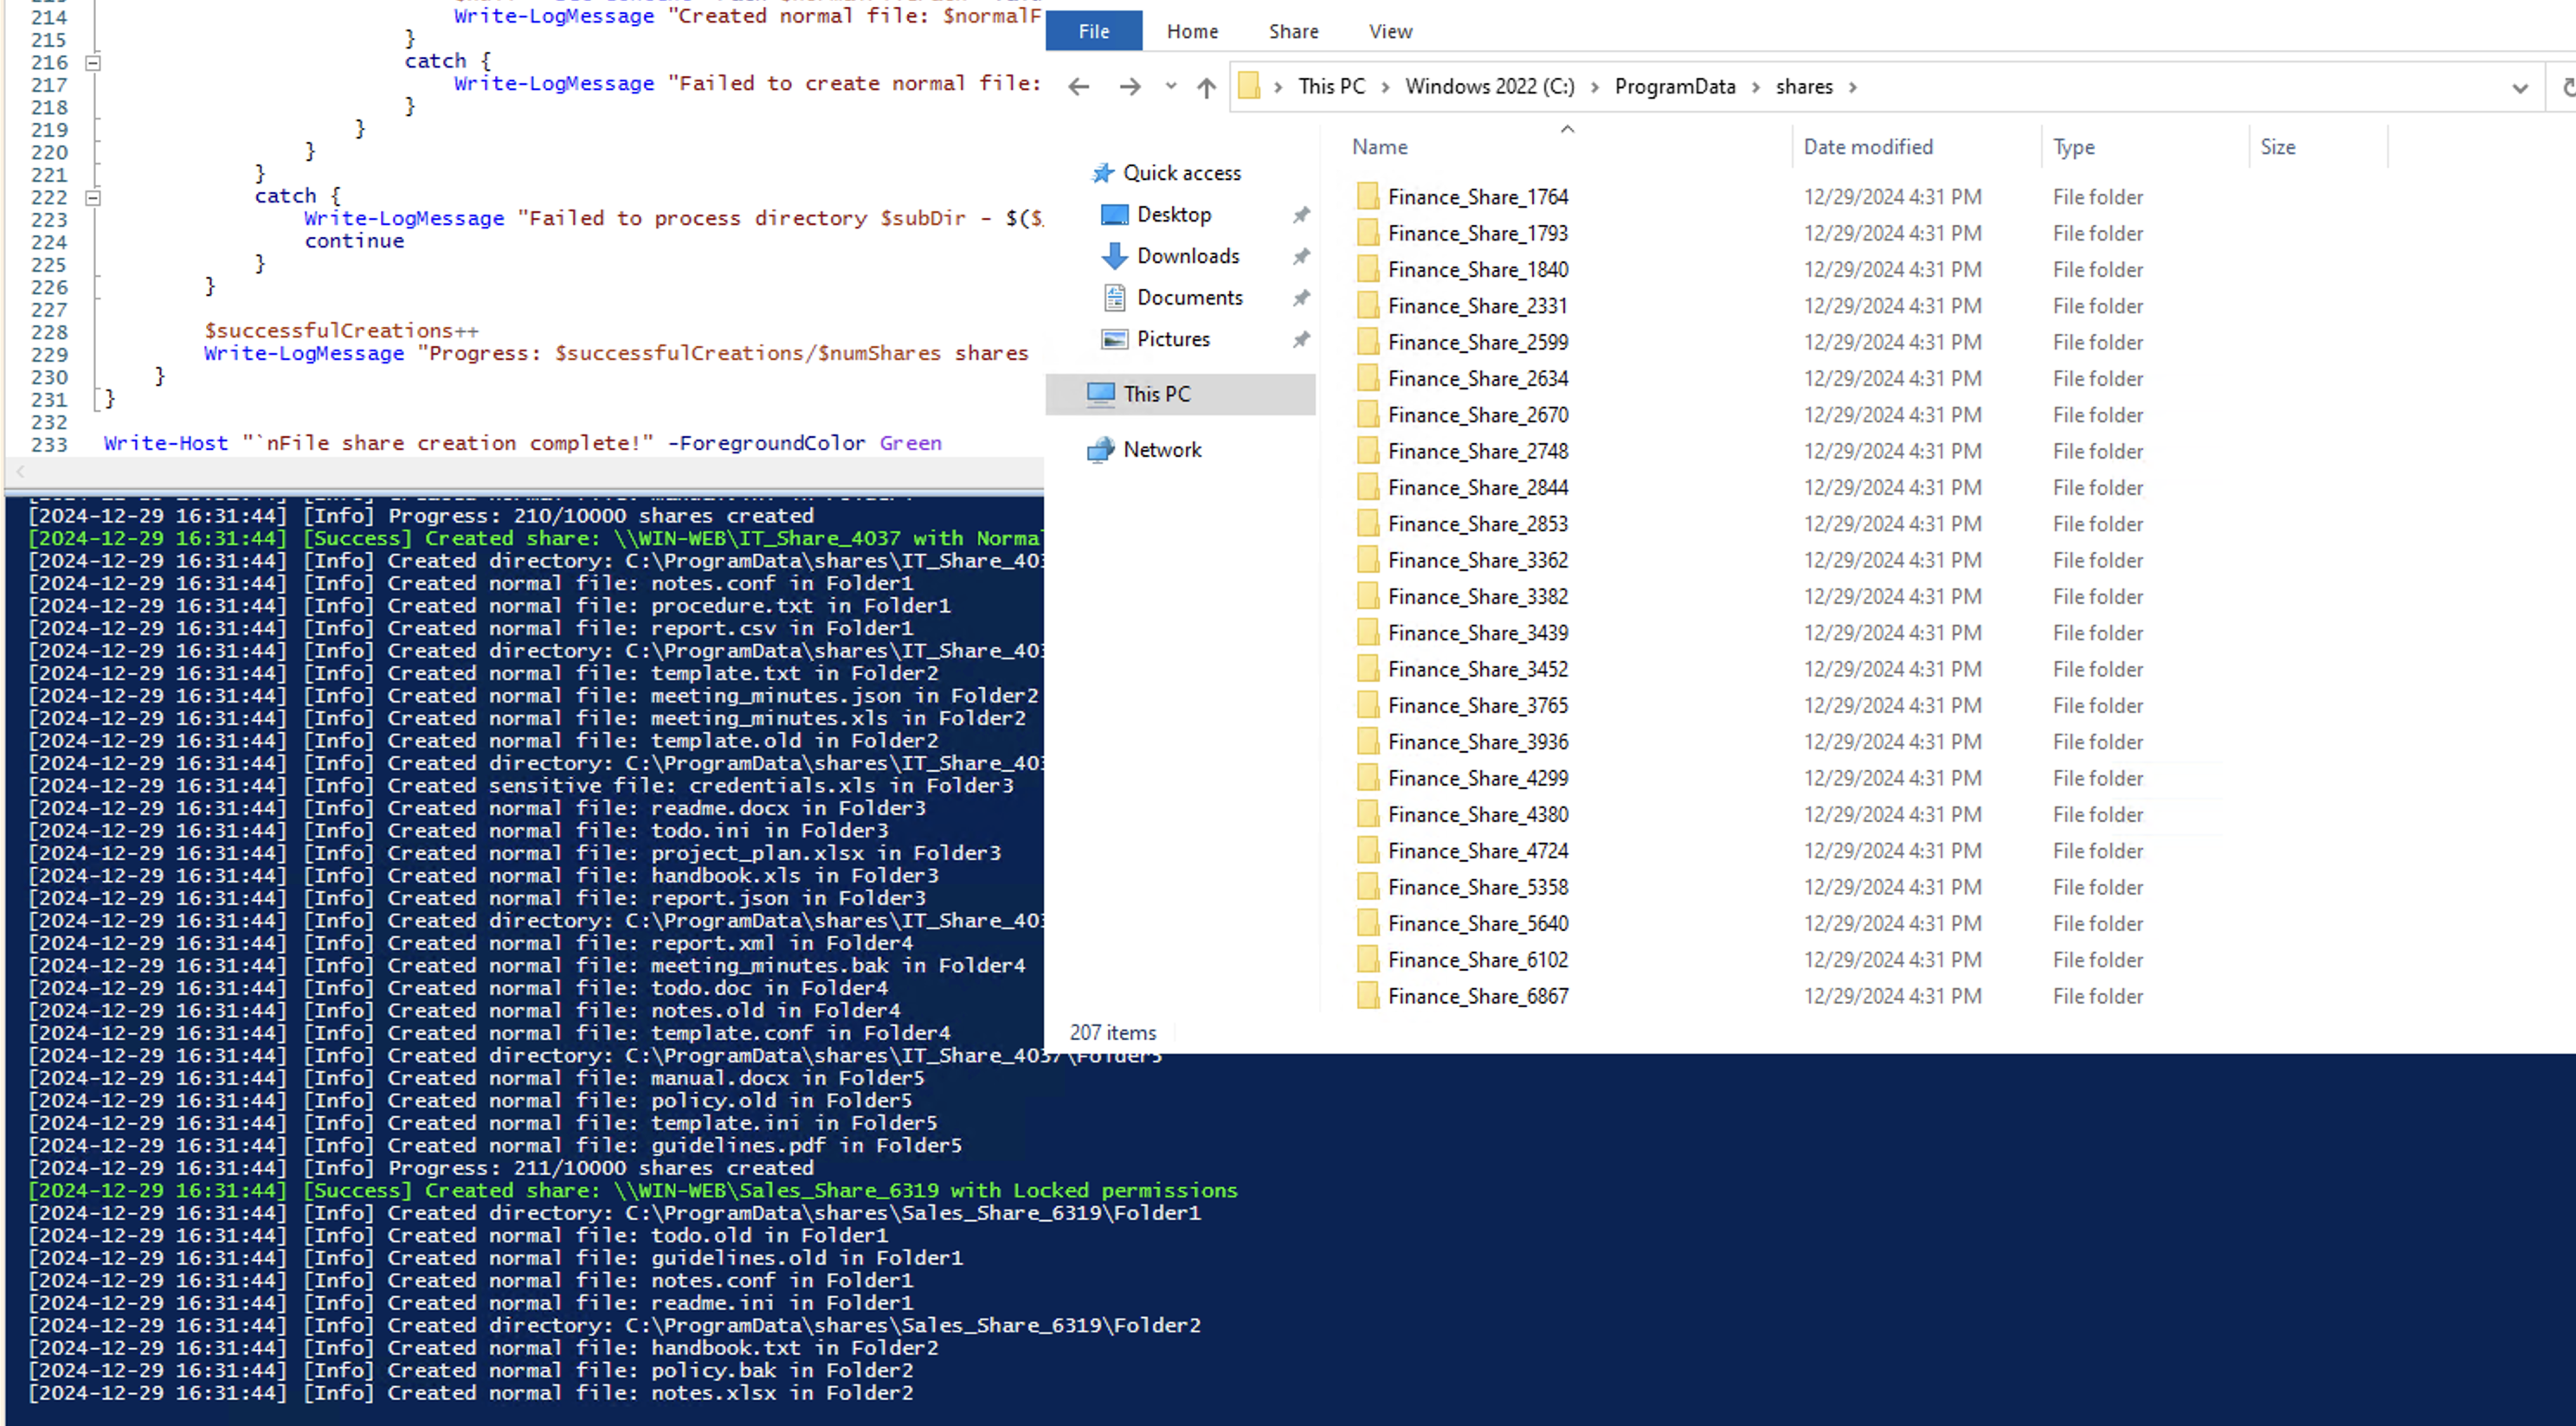 214 Write-LogMessage "Created normal file: $normalF
215 }
216 catch {
217 Write-LogMessage "Failed to create normal file:
218 }
219 }
220 }
221 }
222 catch {
223 Write-LogMessage "Failed to process directory $subDir - $($
224 continue
225 }
226 }
227
228 $successfulCreations++
229 Write-LogMessage "Progress: $successfulCreations/$numShares shares
230 }
231 }
232
233 Write-Host "`nFile share creation complete!" -ForegroundColor Green
[2024-12-29 16:31:44] [Info] Progress: 210/10000 shares created
[2024-12-29 16:31:44] [Success] Created share: \\WIN-WEB\IT_Share_4037 with Normal
[2024-12-29 16:31:44] [Info] Created directory: C:\ProgramData\shares\IT_Share_403
[2024-12-29 16:31:44] [Info] Created normal file: notes.conf in Folder1
[2024-12-29 16:31:44] [Info] Created normal file: procedure.txt in Folder1
[2024-12-29 16:31:44] [Info] Created normal file: report.csv in Folder1
[2024-12-29 16:31:44] [Info] Created directory: C:\ProgramData\shares\IT_Share_403
[2024-12-29 16:31:44] [Info] Created normal file: template.txt in Folder2
[2024-12-29 16:31:44] [Info] Created normal file: meeting_minutes.json in Folder2
[2024-12-29 16:31:44] [Info] Created normal file: meeting_minutes.xls in Folder2
[2024-12-29 16:31:44] [Info] Created normal file: template.old in Folder2
[2024-12-29 16:31:44] [Info] Created directory: C:\ProgramData\shares\IT_Share_403
[2024-12-29 16:31:44] [Info] Created sensitive file: credentials.xls in Folder3
[2024-12-29 16:31:44] [Info] Created normal file: readme.docx in Folder3
[2024-12-29 16:31:44] [Info] Created normal file: todo.ini in Folder3
[2024-12-29 16:31:44] [Info] Created normal file: project_plan.xlsx in Folder3
[2024-12-29 16:31:44] [Info] Created normal file: handbook.xls in Folder3
[2024-12-29 16:31:44] [Info] Created normal file: report.json in Folder3
[2024-12-29 16:31:44] [Info] Created directory: C:\ProgramData\shares\IT_Share_403
[2024-12-29 16:31:44] [Info] Created normal file: report.xml in Folder4
[2024-12-29 16:31:44] [Info] Created normal file: meeting_minutes.bak in Folder4
[2024-12-29 16:31:44] [Info] Created normal file: todo.doc in Folder4
[2024-12-29 16:31:44] [Info] Created normal file: notes.old in Folder4
[2024-12-29 16:31:44] [Info] Created normal file: template.conf in Folder4
[2024-12-29 16:31:44] [Info] Created directory: C:\ProgramData\shares\IT_Share_4037\Folder5
[2024-12-29 16:31:44] [Info] Created normal file: manual.docx in Folder5
[2024-12-29 16:31:44] [Info] Created normal file: policy.old in Folder5
[2024-12-29 16:31:44] [Info] Created normal file: template.ini in Folder5
[2024-12-29 16:31:44] [Info] Created normal file: guidelines.pdf in Folder5
[2024-12-29 16:31:44] [Info] Progress: 211/10000 shares created
[2024-12-29 16:31:44] [Success] Created share: \\WIN-WEB\Sales_Share_6319 with Locked permissions
[2024-12-29 16:31:44] [Info] Created directory: C:\ProgramData\shares\Sales_Share_6319\Folder1
[2024-12-29 16:31:44] [Info] Created normal file: todo.old in Folder1
[2024-12-29 16:31:44] [Info] Created normal file: guidelines.old in Folder1
[2024-12-29 16:31:44] [Info] Created normal file: notes.conf in Folder1
[2024-12-29 16:31:44] [Info] Created normal file: readme.ini in Folder1
[2024-12-29 16:31:44] [Info] Created directory: C:\ProgramData\shares\Sales_Share_6319\Folder2
[2024-12-29 16:31:44] [Info] Created normal file: handbook.txt in Folder2
[2024-12-29 16:31:44] [Info] Created normal file: policy.bak in Folder2
[2024-12-29 16:31:44] [Info] Created normal file: notes.xlsx in Folder2
File Home Share View
This PC Windows 2022 (C:) ProgramData shares
Quick access
Desktop
Downloads
Documents
Pictures
This PC
Network
Name Date modified Type Size
Finance_Share_1764 12/29/2024 4:31 PM File folder
Finance_Share_1793 12/29/2024 4:31 PM File folder
Finance_Share_1840 12/29/2024 4:31 PM File folder
Finance_Share_2331 12/29/2024 4:31 PM File folder
Finance_Share_2599 12/29/2024 4:31 PM File folder
Finance_Share_2634 12/29/2024 4:31 PM File folder
Finance_Share_2670 12/29/2024 4:31 PM File folder
Finance_Share_2748 12/29/2024 4:31 PM File folder
Finance_Share_2844 12/29/2024 4:31 PM File folder
Finance_Share_2853 12/29/2024 4:31 PM File folder
Finance_Share_3362 12/29/2024 4:31 PM File folder
Finance_Share_3382 12/29/2024 4:31 PM File folder
Finance_Share_3439 12/29/2024 4:31 PM File folder
Finance_Share_3452 12/29/2024 4:31 PM File folder
Finance_Share_3765 12/29/2024 4:31 PM File folder
Finance_Share_3936 12/29/2024 4:31 PM File folder
Finance_Share_4299 12/29/2024 4:31 PM File folder
Finance_Share_4380 12/29/2024 4:31 PM File folder
Finance_Share_4724 12/29/2024 4:31 PM File folder
Finance_Share_5358 12/29/2024 4:31 PM File folder
Finance_Share_5640 12/29/2024 4:31 PM File folder
Finance_Share_6102 12/29/2024 4:31 PM File folder
Finance_Share_6867 12/29/2024 4:31 PM File folder
207 items